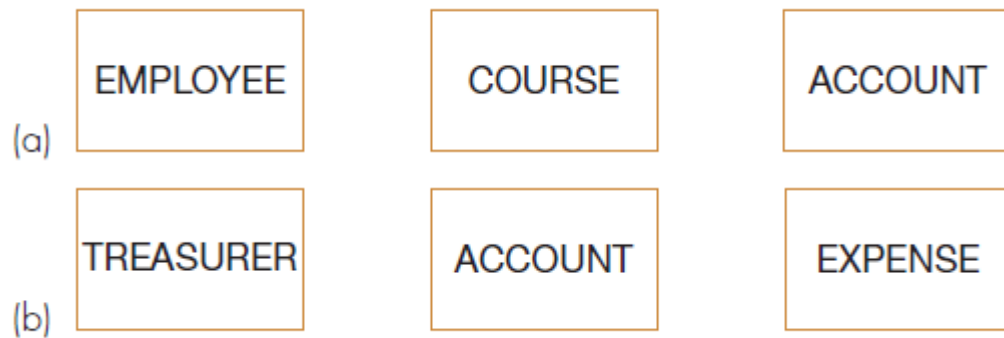 EMPLOYEE COURSE ACCOUNT
(a)
TREASURER ACCOUNT EXPENSE
(b)